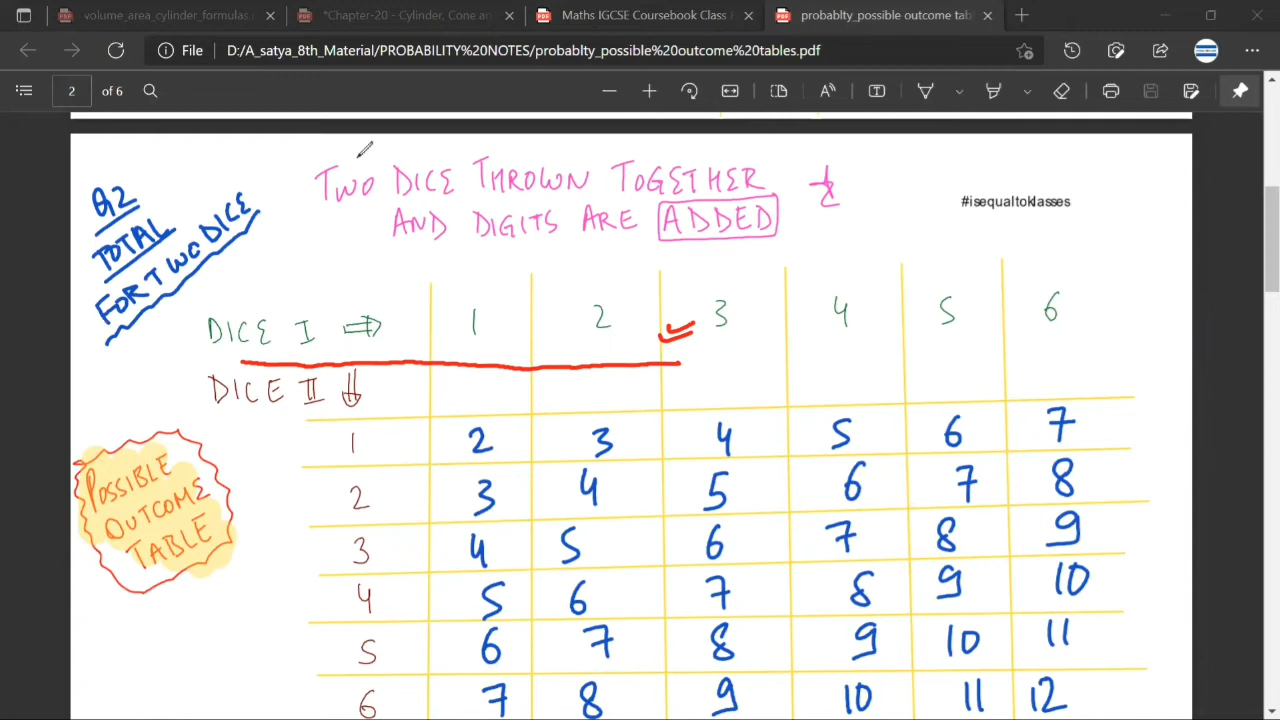 volume_area_cylinder_formulas.
*Chapter-20 - Cylinder, Cone an
Maths IGCSE Coursebook Class
probablty_possible outcome tab
File
D:/A_satya_8th_Material/PROBABILITY%20NOTES/probablty_possible%20outcome%20tables.pdf
2 of 6
TWO DICE THROWN TOGETHER
AND DIGITS ARE ADDED
#isequaltoklasses
Q2
TOTAL
FOR TWO DICE
DICE I ⇒ 1 2 3 4 5 6
DICE II ⇓
1 2 3 4 5 6 7
2 3 4 5 6 7 8
3 4 5 6 7 8 9
4 5 6 7 8 9 10
5 6 7 8 9 10 11
6 7 8 9 10 11 12
POSSIBLE
OUTCOME
TABLE